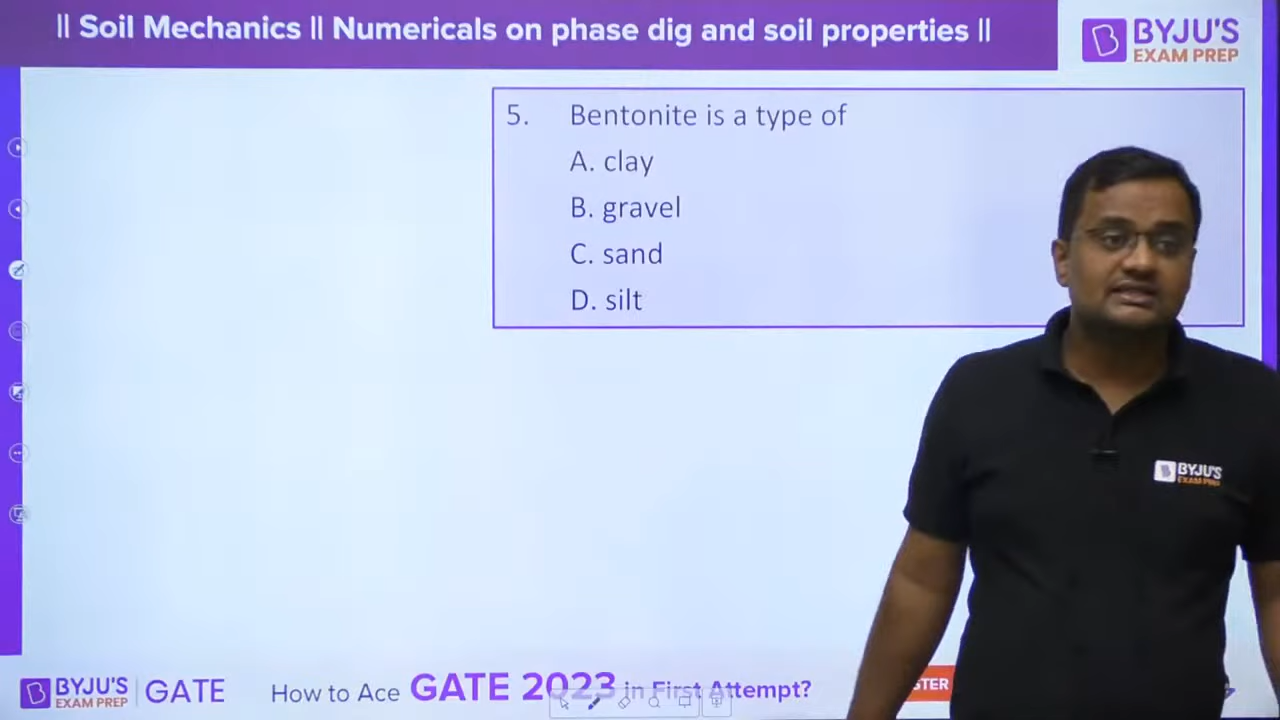 || Soil Mechanics || Numericals on phase dig and soil properties ||
BYJU'S
EXAM PREP
5. Bentonite is a type of
A. clay
B. gravel
C. sand
D. silt
BYJU'S
EXAM PREP
BYJU'S
EXAM PREP
GATE
How to Ace GATE 2023 in First Attempt?